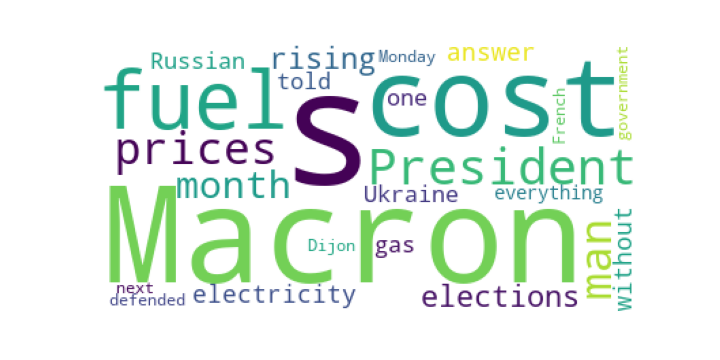 Russian
rising
Monday
answer
government
told
fuel
s
cost
one
French
prices
President
month
Ukraine
everything
Macron
man
without
Dijon
gas
next
defended
electricity
elections